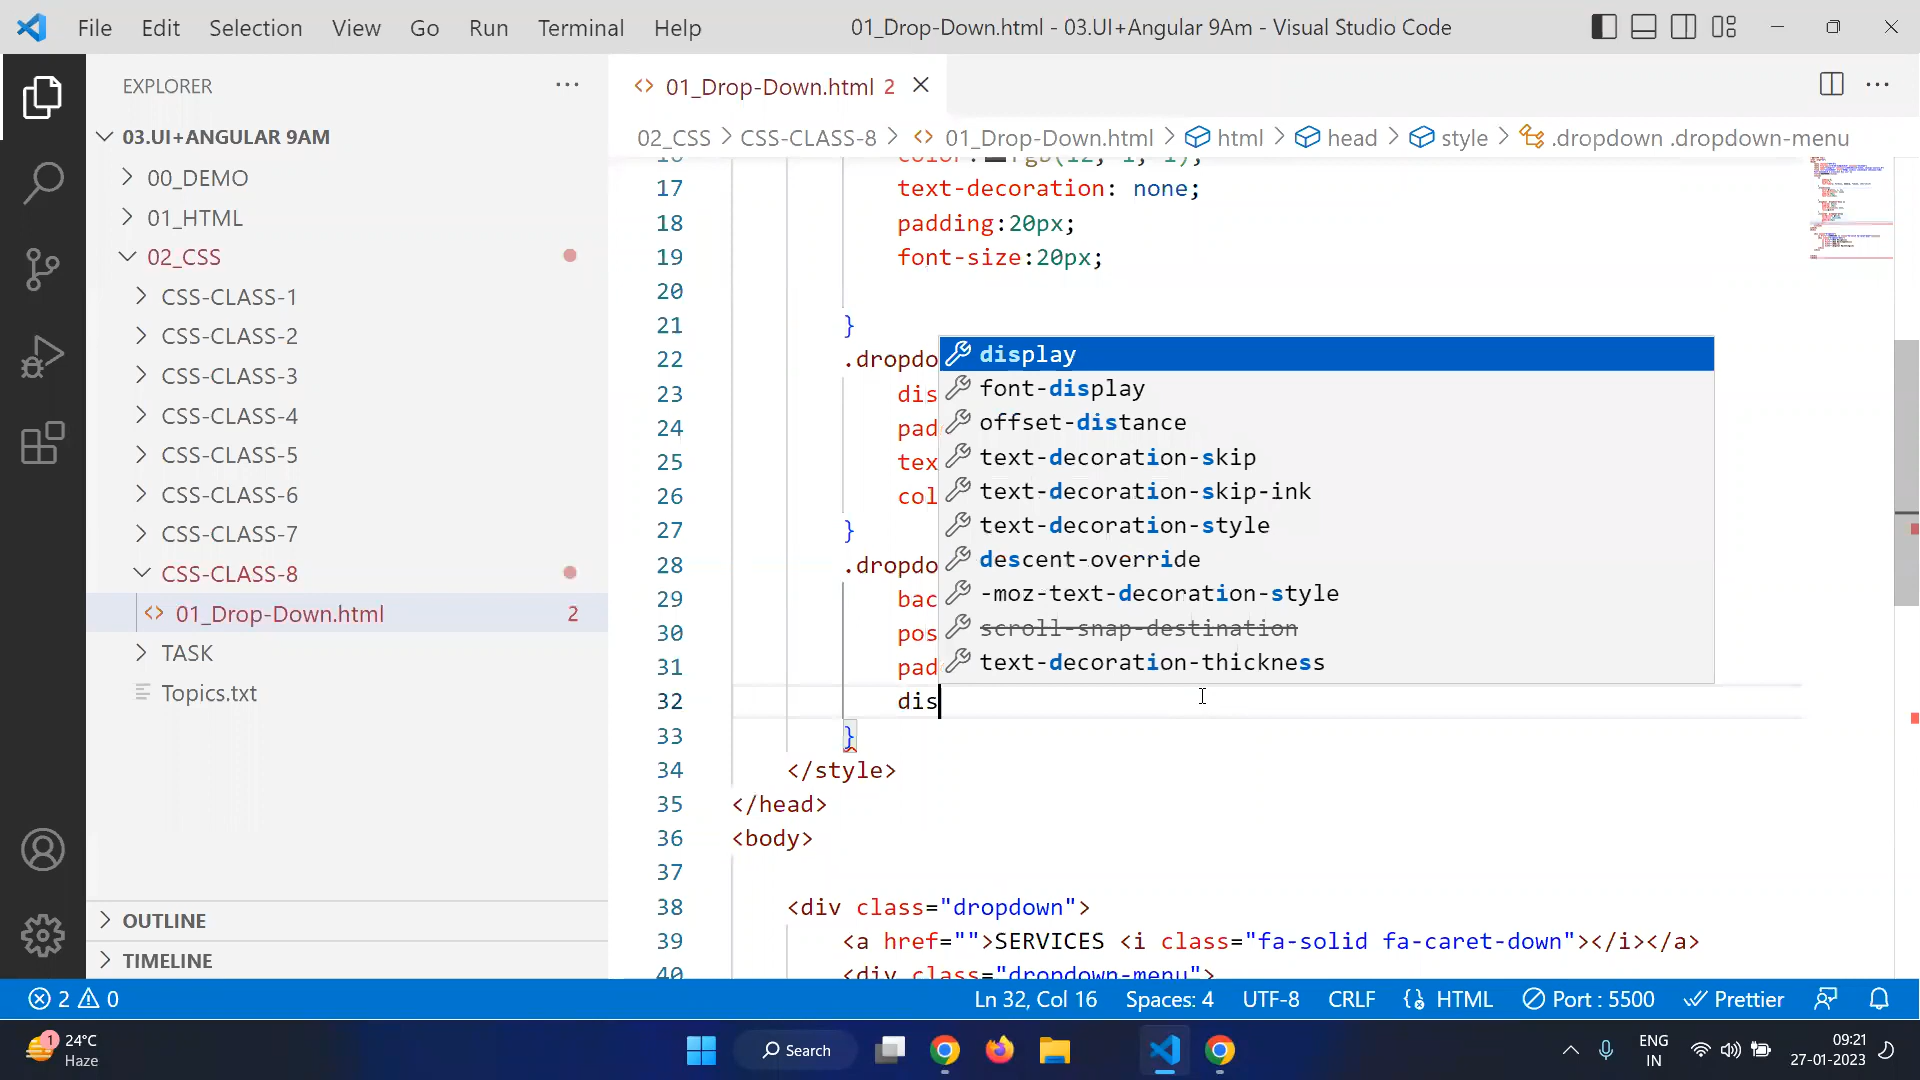 File Edit Selection View Go Run Terminal Help
01_Drop-Down.html - 03.UI+Angular 9Am - Visual Studio Code
EXPLORER
01_Drop-Down.html 2
03.UI+ANGULAR 9AM
02_CSS > CSS-CLASS-8 > 01_Drop-Down.html > html > head > style > .dropdown .dropdown-menu
00_DEMO
01_HTML
02_CSS
CSS-CLASS-1
CSS-CLASS-2
CSS-CLASS-3
CSS-CLASS-4
CSS-CLASS-5
CSS-CLASS-6
CSS-CLASS-7
CSS-CLASS-8
01_Drop-Down.html 2
TASK
Topics.txt
OUTLINE
TIMELINE
17 text-decoration: none;
18 padding:20px;
19 font-size:20px;
20
21 }
22 .dropdo
23 dis
24 pad
25 tex
26 col
27 }
28 .dropdo
29 bac
30 pos
31 pad
32 dis
33 }
34 </style>
35 </head>
36 <body>
37
38 <div class="dropdown">
39 <a href="">SERVICES <i class="fa-solid fa-caret-down"></i></a>
40 <div class="dropdown-menu">
display
font-display
offset-distance
text-decoration-skip
text-decoration-skip-ink
text-decoration-style
descent-override
-moz-text-decoration-style
scroll-snap-destination
text-decoration-thickness
2 0
Ln 32, Col 16 Spaces: 4 UTF-8 CRLF HTML Port : 5500 Prettier
1 24°C
Haze
Search
ENG
IN
09:21
27-01-2023